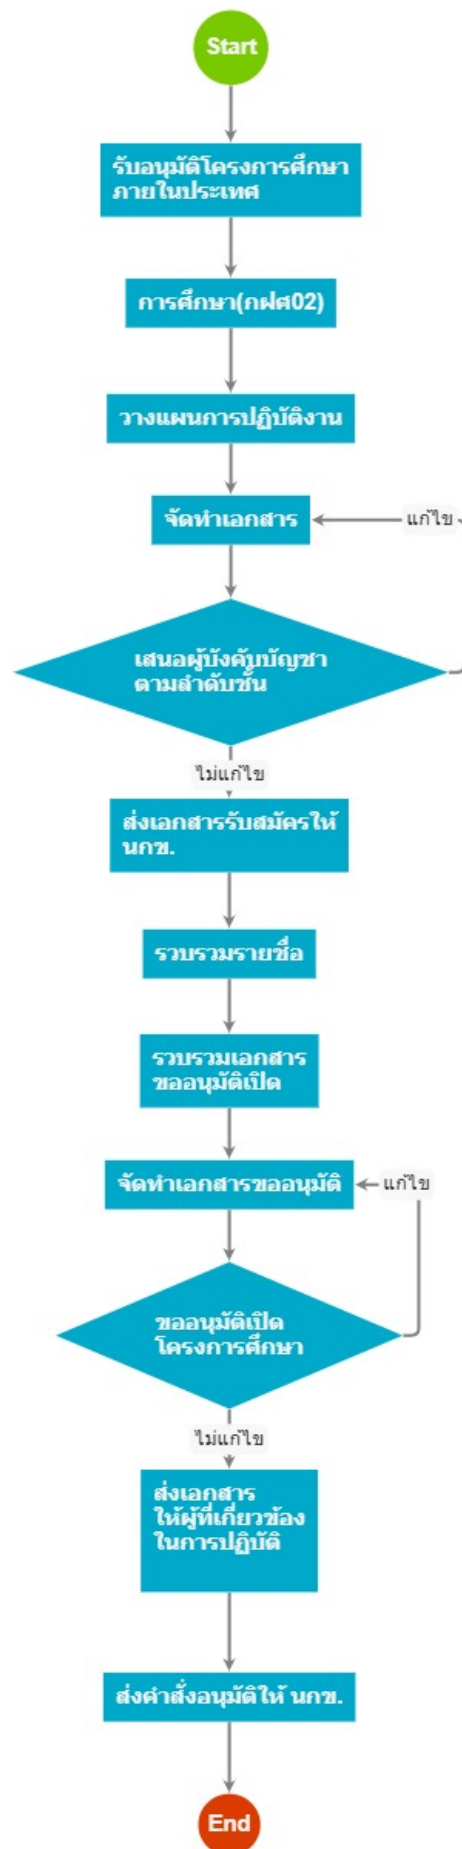 Start
รับอนุมัติโครงการศึกษา
ภายในประเทศ
การศึกษา(กฝศ02)
วางแผนการปฏิบัติงาน
จัดทำเอกสาร
แก้ไข
เสนอผู้บังคับบัญชา
ตามลำดับชั้น
ไม่แก้ไข
ส่งเอกสารรับสมัครให้
นกข.
รวบรวมรายชื่อ
รวบรวมเอกสาร
ขออนุมัติเปิด
จัดทำเอกสารขออนุมัติ
แก้ไข
ขออนุมัติเปิด
โครงการศึกษา
ไม่แก้ไข
ส่งเอกสาร
ให้ผู้ที่เกี่ยวข้อง
ในการปฏิบัติ
ส่งคำสั่งอนุมัติให้ นกข.
End